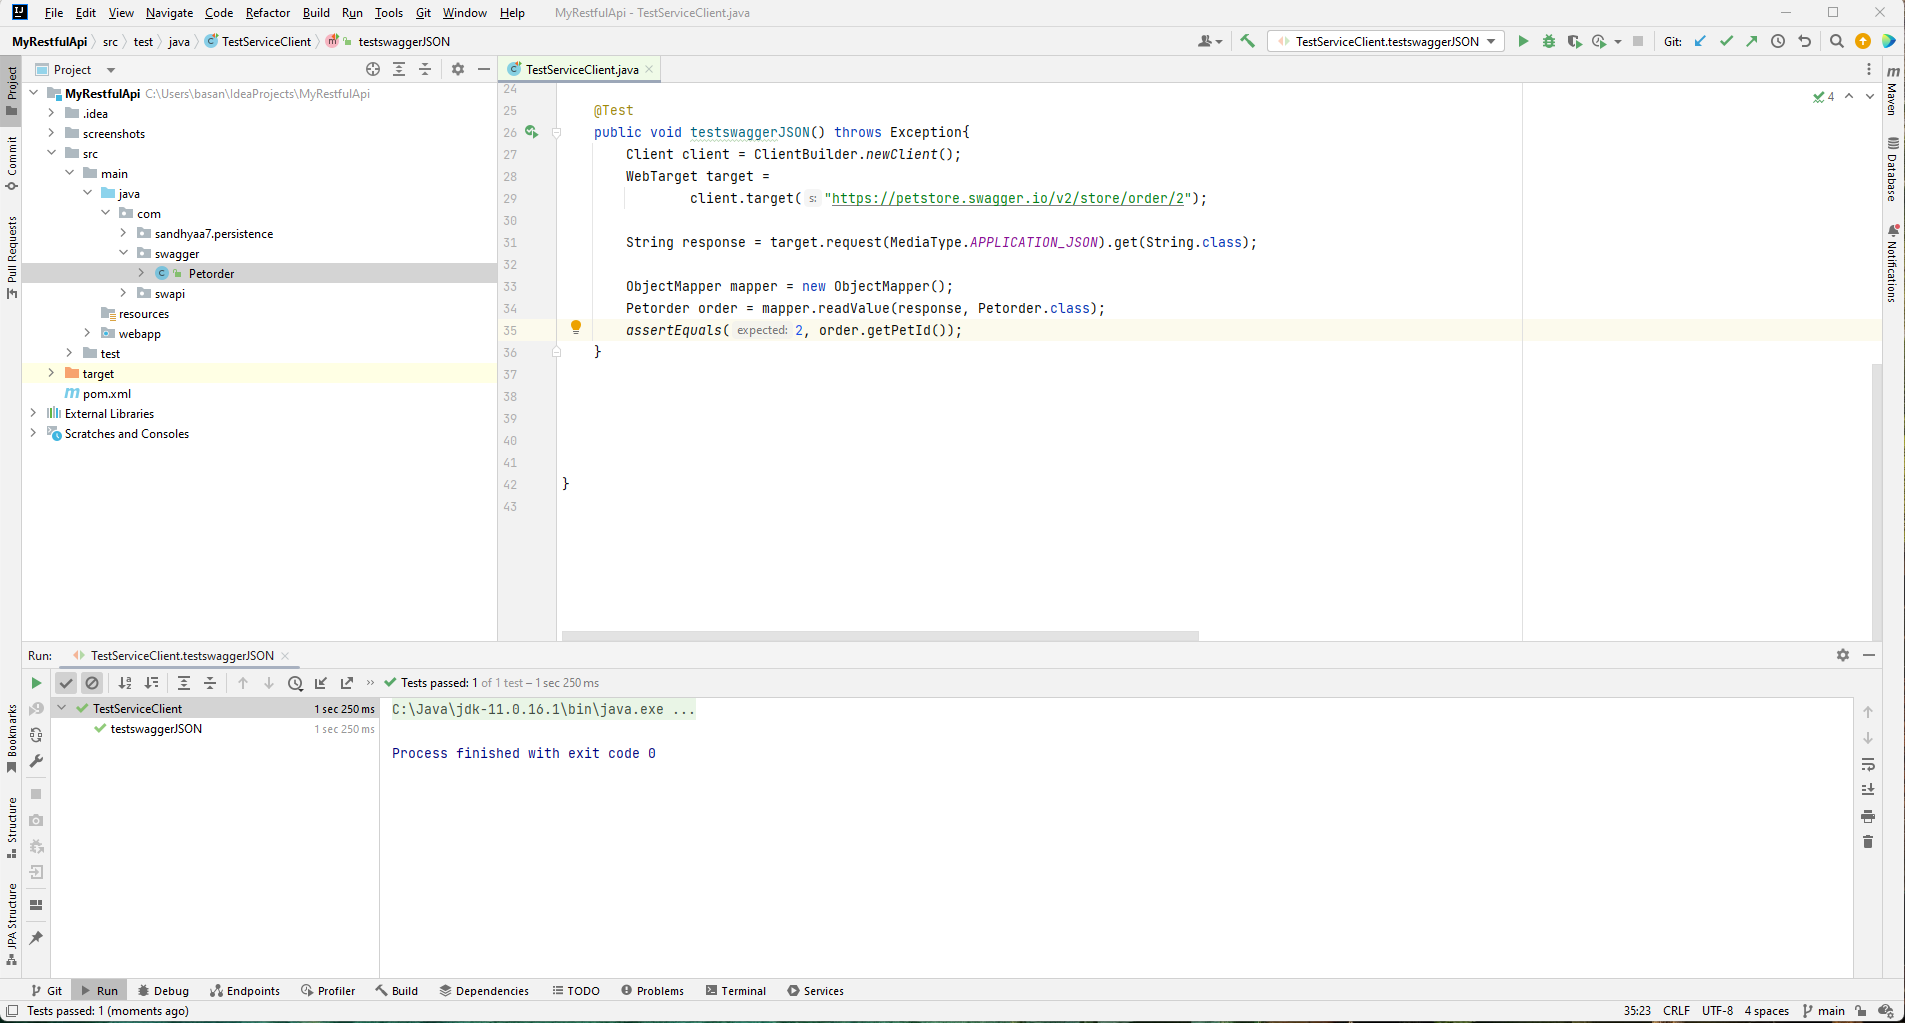 File Edit View Navigate Code Refactor Build Run Tools Git Window Help MyRestfulApi - TestServiceClient.java
MyRestfulApi src test java TestServiceClient m testswaggerJSON TestServiceClient.testswaggerJSON Git:
Project
TestServiceClient.java
MyRestfulApi C:\Users\basan\IdeaProjects\MyRestfulApi
.idea
screenshots
src
main
java
com
sandhyaa7.persistence
swagger
Petorder
swapi
resources
webapp
test
target
pom.xml
External Libraries
Scratches and Consoles
Project
Commit
Pull Requests
Bookmarks
Structure
JPA Structure
24
25 @Test
26 public void testswaggerJSON() throws Exception{
27 Client client = ClientBuilder.newClient();
28 WebTarget target =
29 client.target( s: "https://petstore.swagger.io/v2/store/order/2");
30
31 String response = target.request(MediaType.APPLICATION_JSON).get(String.class);
32
33 ObjectMapper mapper = new ObjectMapper();
34 Petorder order = mapper.readValue(response, Petorder.class);
35 assertEquals( expected: 2, order.getPetId());
36 }
37
38
39
40
41
42 }
43
4
Maven
Database
Notifications
Run: TestServiceClient.testswaggerJSON
Tests passed: 1 of 1 test – 1 sec 250 ms
TestServiceClient 1 sec 250 ms
testswaggerJSON 1 sec 250 ms
C:\Java\jdk-11.0.16.1\bin\java.exe ...
Process finished with exit code 0
Git Run Debug Endpoints Profiler Build Dependencies TODO Problems Terminal Services
Tests passed: 1 (moments ago) 35:23 CRLF UTF-8 4 spaces main